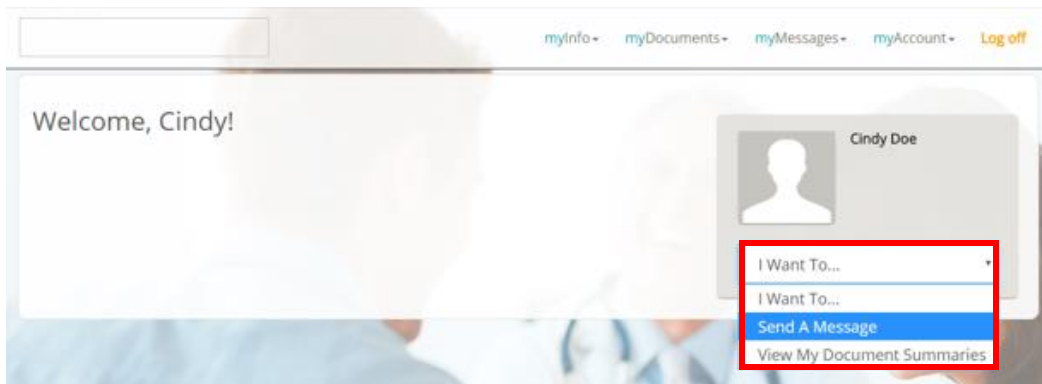 myInfo myDocuments myMessages myAccount Log off
Welcome, Cindy!
Cindy Doe
I Want To...
I Want To...
Send A Message
View My Document Summaries